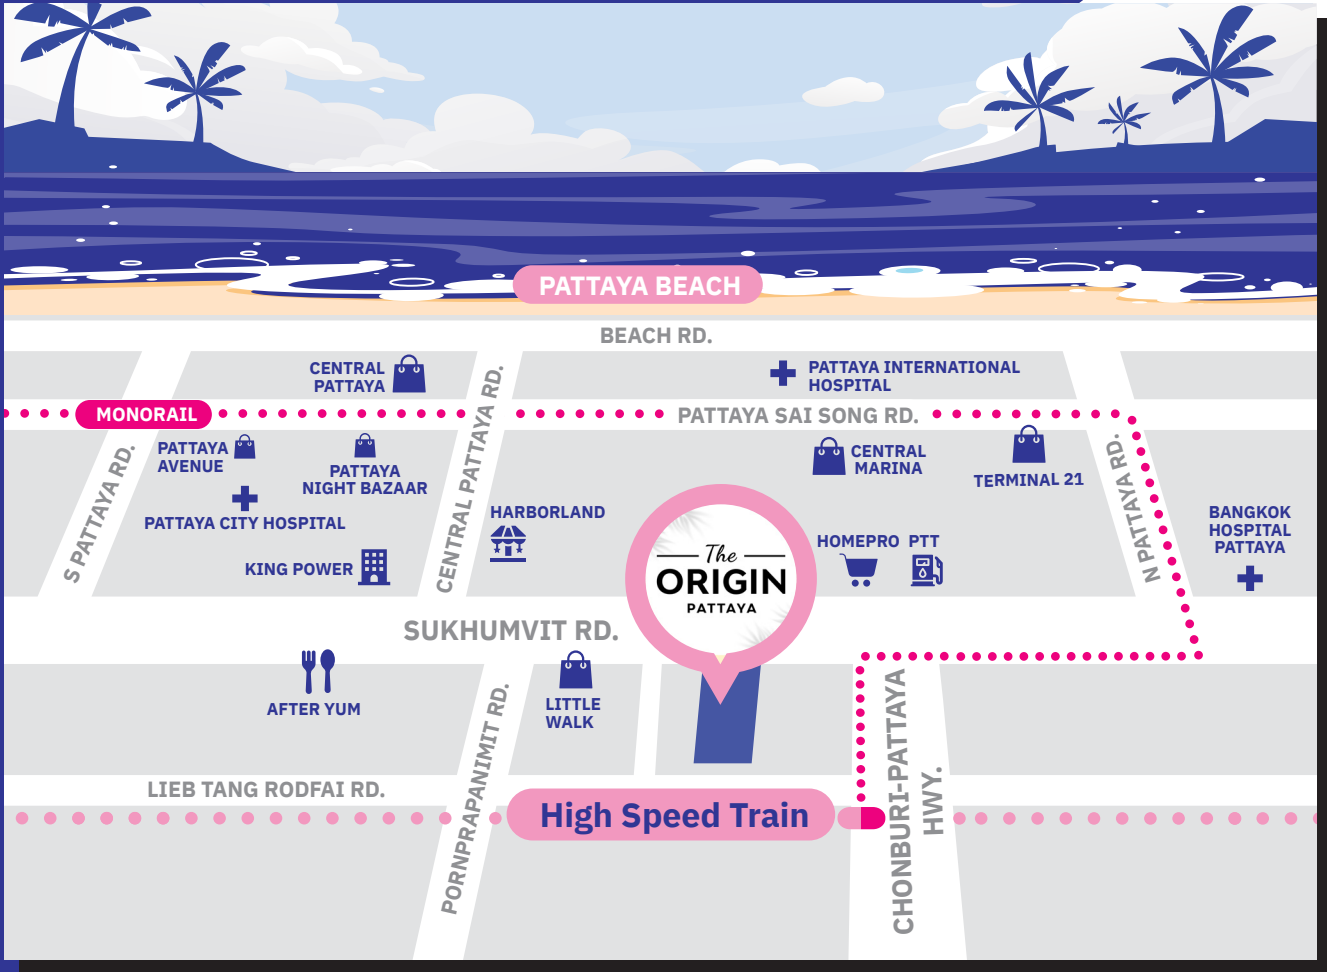 PATTAYA BEACH
BEACH RD.
CENTRAL
PATTAYA
PATTAYA INTERNATIONAL
HOSPITAL
MONORAIL
PATTAYA SAI SONG RD.
S PATTAYA RD.
PATTAYA
AVENUE
PATTAYA
NIGHT BAZAAR
PATTAYA CITY HOSPITAL
KING POWER
CENTRAL PATTAYA RD.
HARBORLAND
The
ORIGIN
PATTAYA
CENTRAL
MARINA
TERMINAL 21
HOMEPRO
PTT
N PATTAYA RD.
BANGKOK
HOSPITAL
PATTAYA
SUKHUMVIT RD.
AFTER YUM
LITTLE
WALK
PORNPRAPANIMIT RD.
LIEB TANG RODFAI RD.
High Speed Train
CHONBURI-PATTAYA
HWY.